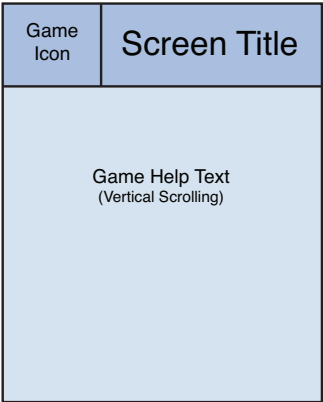 Game
Icon
Screen Title
Game Help Text
(Vertical Scrolling)